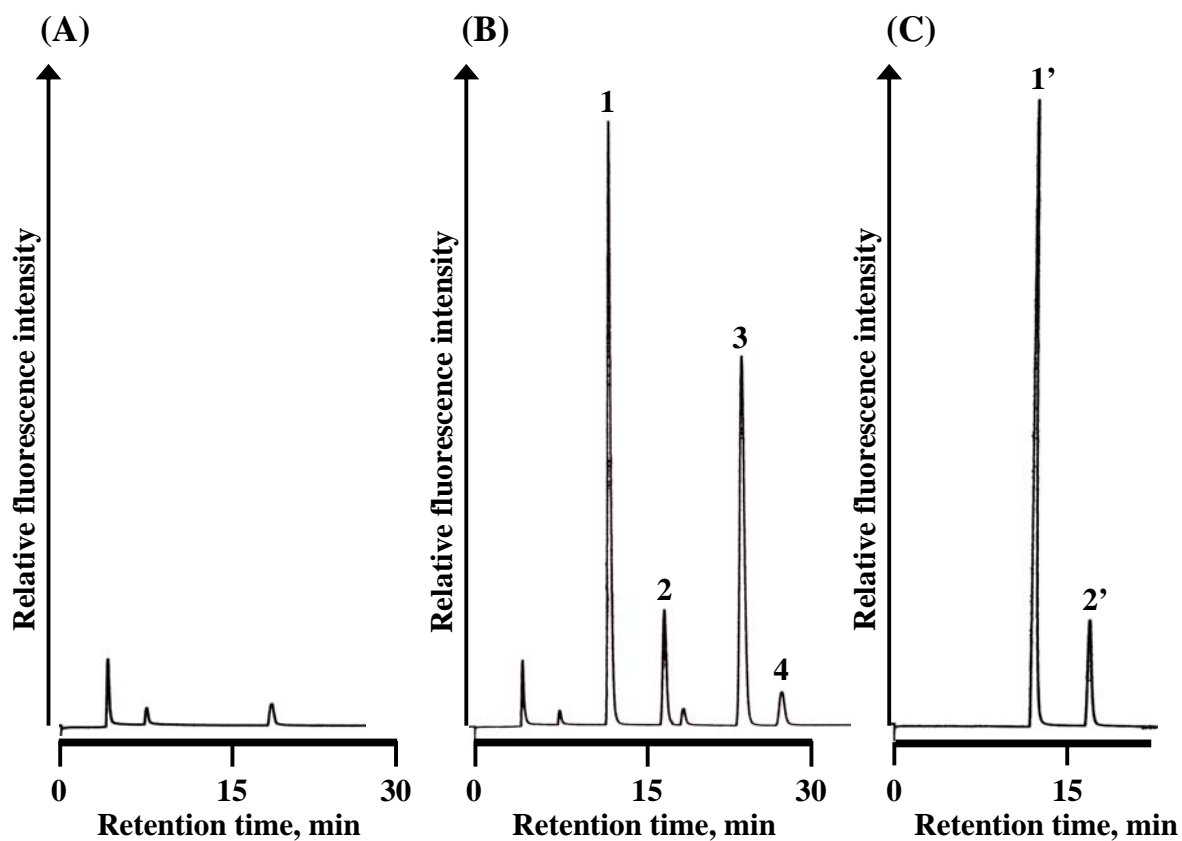 (A)
(B)
(C)
1
2
3
4
1’
2’
Relative fluorescence intensity
Relative fluorescence intensity
Relative fluorescence intensity
0
15
30
0
15
30
0
15
Retention time, min
Retention time, min
Retention time, min